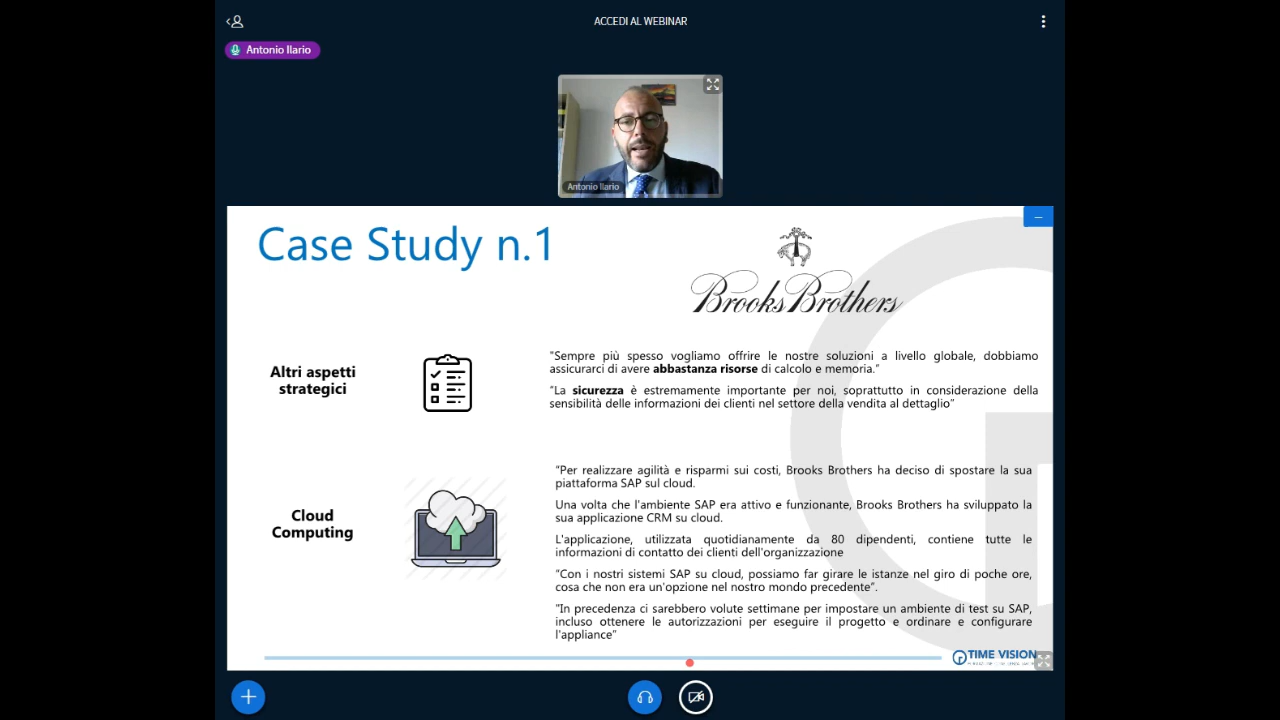 ACCEDI AL WEBINAR
Antonio Ilario
Antonio Ilario
Case Study n.1
Brooks Brothers
Altri aspetti
strategici
"Sempre più spesso vogliamo offrire le nostre soluzioni a livello globale, dobbiamo
assicurarci di avere abbastanza risorse di calcolo e memoria."
"La sicurezza è estremamente importante per noi, soprattutto in considerazione della
sensibilità delle informazioni dei clienti nel settore della vendita al dettaglio"
Cloud
Computing
"Per realizzare agilità e risparmi sui costi, Brooks Brothers ha deciso di spostare la sua
piattaforma SAP sul cloud.
Una volta che l'ambiente SAP era attivo e funzionante, Brooks Brothers ha sviluppato la
sua applicazione CRM su cloud.
L'applicazione, utilizzata quotidianamente da 80 dipendenti, contiene tutte le
informazioni di contatto dei clienti dell'organizzazione
"Con i nostri sistemi SAP su cloud, possiamo far girare le istanze nel giro di poche ore,
cosa che non era un'opzione nel nostro mondo precedente".
"In precedenza ci sarebbero volute settimane per impostare un ambiente di test su SAP,
incluso ottenere le autorizzazioni per eseguire il progetto e ordinare e configurare
l'appliance"
TIME VISION